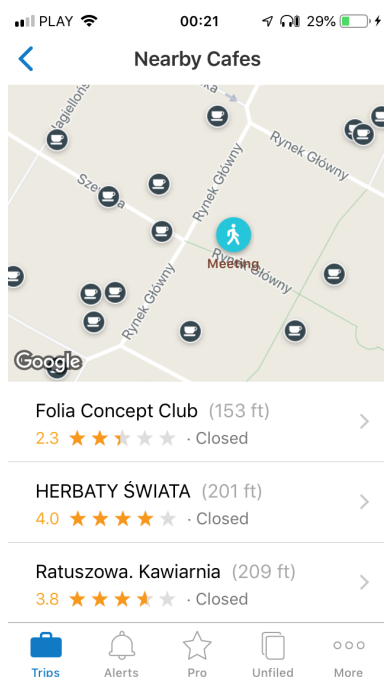 PLAY 00:21 29%
Nearby Cafes
Jagiellońs
ka
Rynek Główny
Szewska
Rynek Główny
Meeting
Rynek Główny
Rynek Główny
Google
Folia Concept Club (153 ft)
2.3 · Closed
HERBATY ŚWIATA (201 ft)
4.0 · Closed
Ratuszowa. Kawiarnia (209 ft)
3.8 · Closed
Trips Alerts Pro Unfiled More